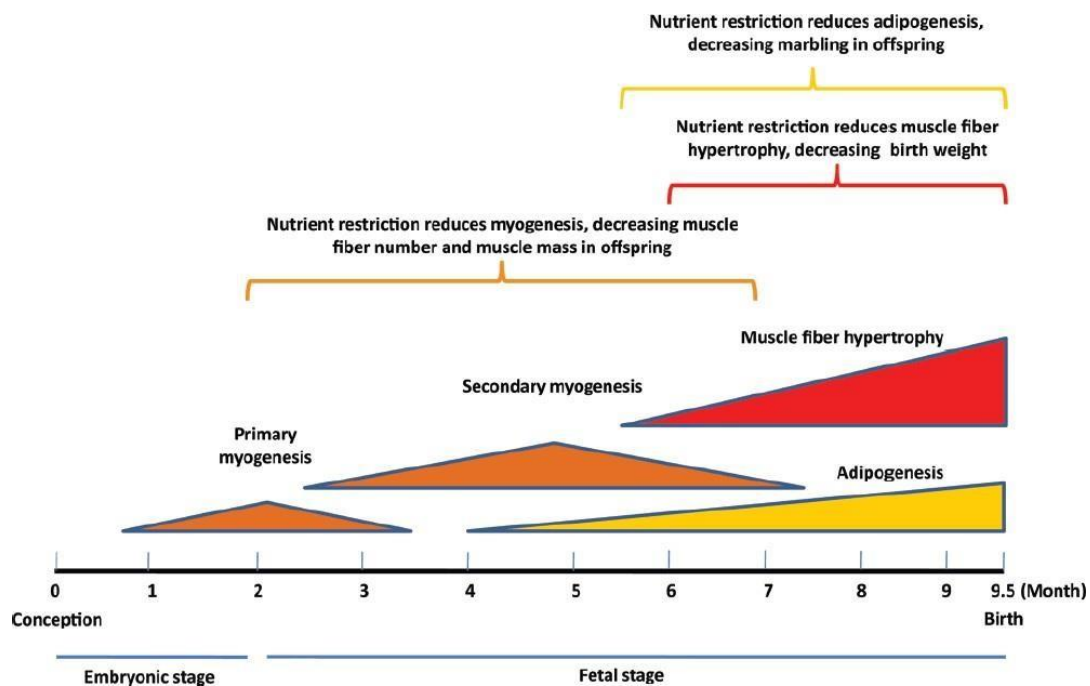 Nutrient restriction reduces adipogenesis,
decreasing marbling in offspring
Nutrient restriction reduces muscle fiber
hypertrophy, decreasing birth weight
Nutrient restriction reduces myogenesis, decreasing muscle
fiber number and muscle mass in offspring
Muscle fiber hypertrophy
Secondary myogenesis
Primary
myogenesis
Adipogenesis
0 1 2 3 4 5 6 7 8 9 9.5 (Month)
Conception Birth
Embryonic stage Fetal stage